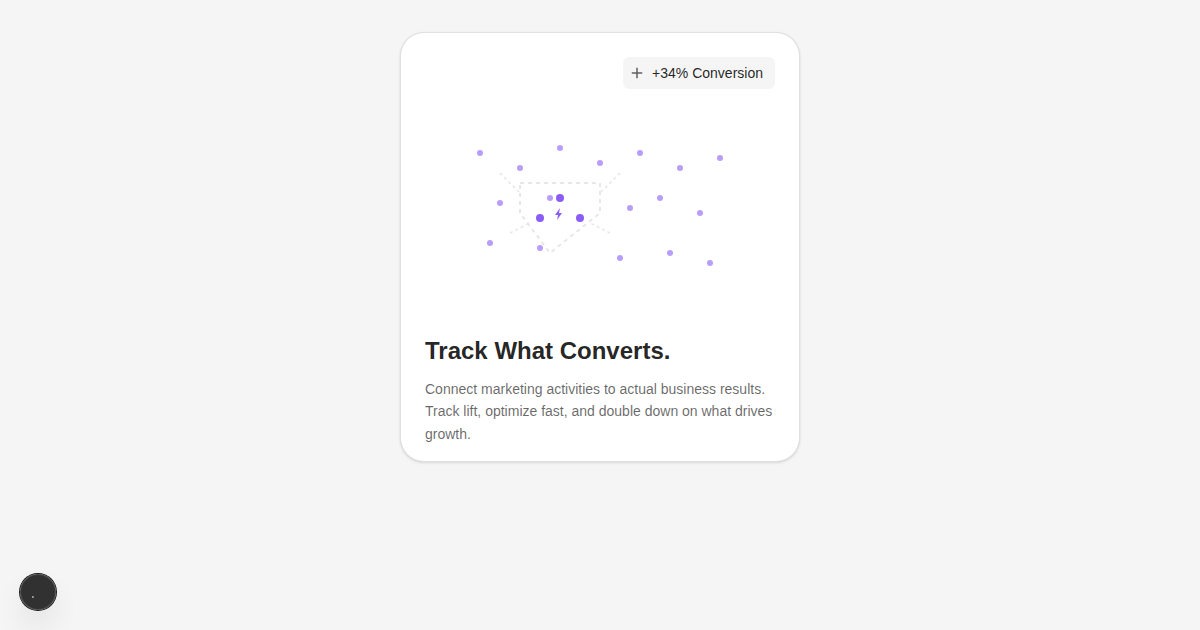 +34% Conversion
Track What Converts.
Connect marketing activities to actual business results.
Track lift, optimize fast, and double down on what drives
growth.